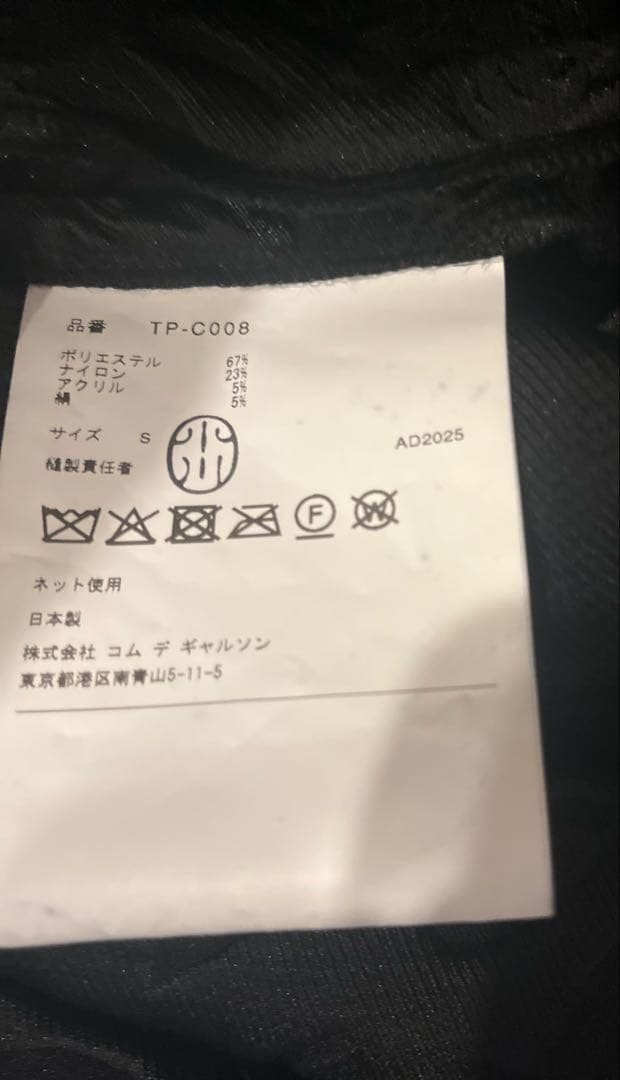 品番 TP-C008
ポリエステル 67%
ナイロン 23%
アクリル 5%
絹 5%
サイズ S
AD2025
縫製責任者
F
W
ネット使用
日本製
株式会社 コム デ ギャルソン
東京都港区南青山5-11-5